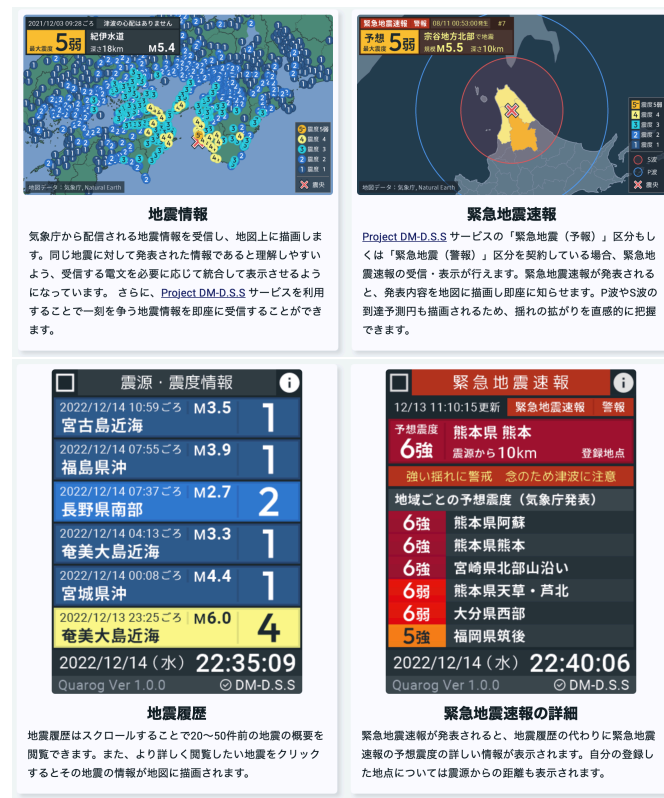 2021/12/03 09:28ごろ 津波の心配はありません
最大震度 5弱 紀伊水道
深さ18km M5.4
5- 震度5弱
4 震度 4
3 震度 3
2 震度 2
1 震度 1
震央
地図データ：気象庁, Natural Earth
地震情報
気象庁から配信される地震情報を受信し、地図上に描画しま
す。同じ地震に対して発表された情報であると理解しやすい
よう、受信する電文を必要に応じて統合して表示させるよう
になっています。 さらに、Project DM-D.S.S サービスを利用
することで一刻を争う地震情報を即座に受信することができ
ます。
緊急地震速報 警報 08/11 00:53:00発生 #7
予想 最大震度 5弱 宗谷地方北部で地震
規模M5.5 深さ10km
5- 震度5弱
4 震度 4
3 震度 3
2 震度 2
1 震度 1
S波
P波
震央
地図データ：気象庁, Natural Earth
緊急地震速報
Project DM-D.S.S サービスの「緊急地震（予報）」区分もし
くは「緊急地震（警報）」区分を契約している場合、緊急地
震速報の受信・表示が行えます。緊急地震速報が発表される
と、発表内容を地図に描画し即座に知らせます。P波やS波の
到達予測円も描画されるため、揺れの拡がりを直感的に把握
できます。
震源・震度情報
2022/12/14 10:59ごろ M3.5 1
宮古島近海
2022/12/14 07:55ごろ M3.9 1
福島県沖
2022/12/14 07:37ごろ M2.7 2
長野県南部
2022/12/14 04:13ごろ M3.3 1
奄美大島近海
2022/12/14 00:08ごろ M4.4 1
宮城県沖
2022/12/13 23:25ごろ M6.0 4
奄美大島近海
2022/12/14（水） 22:35:09
Quarog Ver 1.0.0 DM-D.S.S
地震履歴
地震履歴はスクロールすることで20～50件前の地震の概要を
閲覧できます。また、より詳しく閲覧したい地震をクリック
するとその地震の情報が地図に描画されます。
緊急地震速報
12/13 11:10:15更新 緊急地震速報 警報
予想震度 6強 熊本県 熊本
震源から10km 登録地点
強い揺れに警戒 念のため津波に注意
地域ごとの予想震度（気象庁発表）
6強 熊本県阿蘇
6強 熊本県熊本
6強 宮崎県北部山沿い
6弱 熊本県天草・芦北
6弱 大分県西部
5強 福岡県筑後
2022/12/14（水） 22:40:06
Quarog Ver 1.0.0 DM-D.S.S
緊急地震速報の詳細
緊急地震速報が発表されると、地震履歴の代わりに緊急地震
速報の予想震度の詳しい情報が表示されます。自分の登録し
た地点については震源からの距離も表示されます。